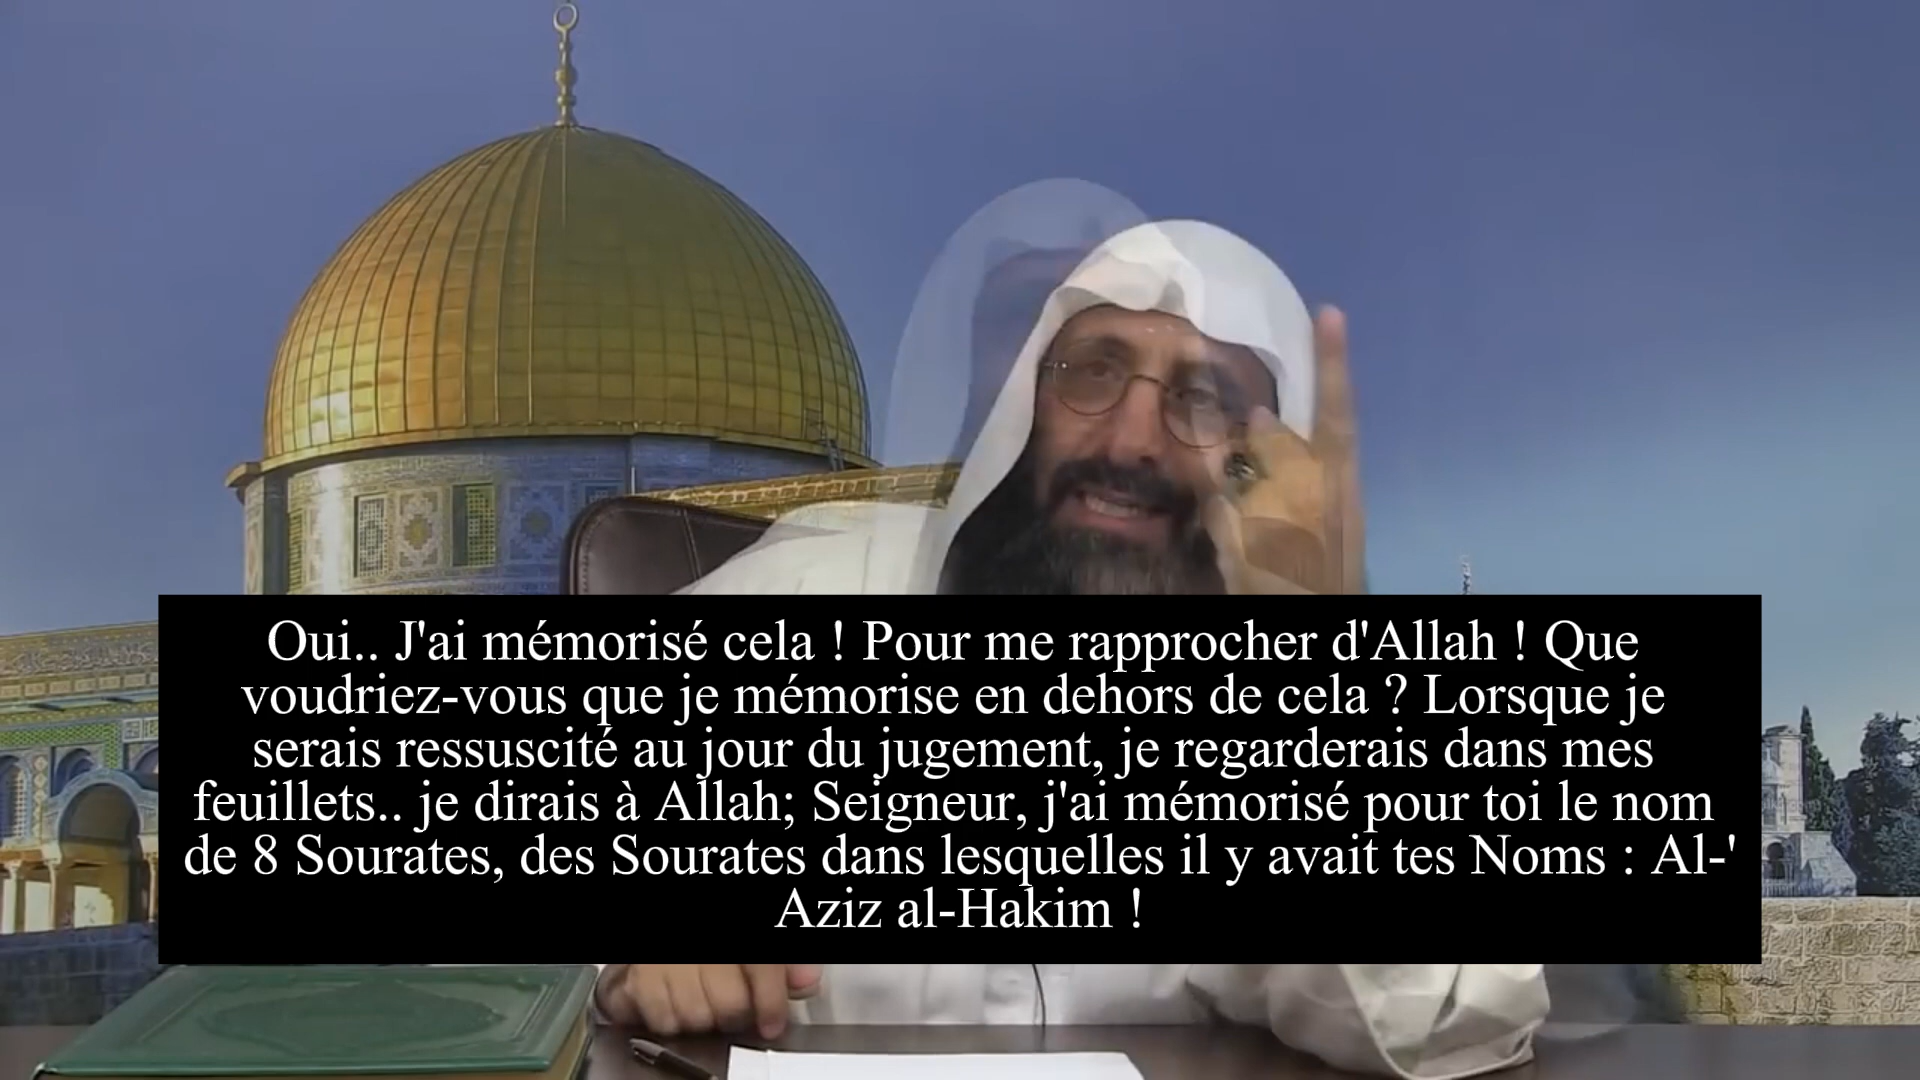 Oui.. J'ai mémorisé cela ! Pour me rapprocher d'Allah ! Que
voudriez-vous que je mémorise en dehors de cela ? Lorsque je
serais ressuscité au jour du jugement, je regarderais dans mes
feuillets.. je dirais à Allah; Seigneur, j'ai mémorisé pour toi le nom
de 8 Sourates, des Sourates dans lesquelles il y avait tes Noms : Al-'
Aziz al-Hakim !